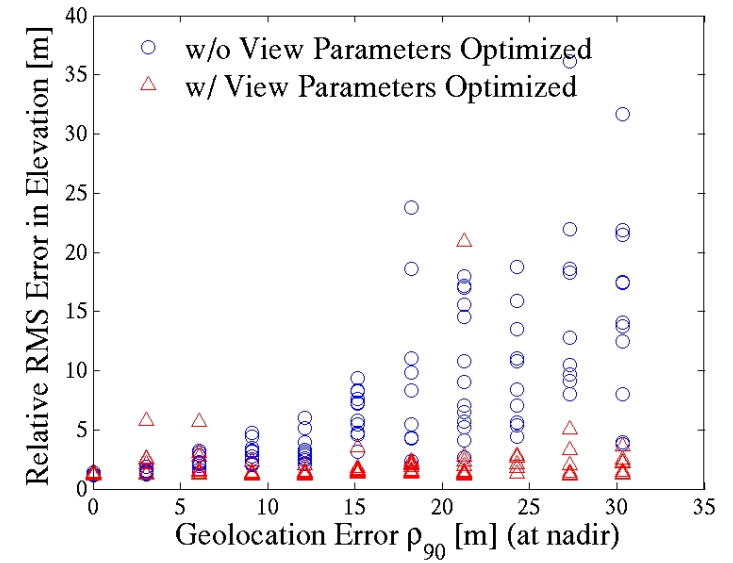 40
35
30
25
20
15
10
5
0
Relative RMS Error in Elevation [m]
w/o View Parameters Optimized
w/ View Parameters Optimized
0 5 10 15 20 25 30 35
Geolocation Error ρ90 [m] (at nadir)